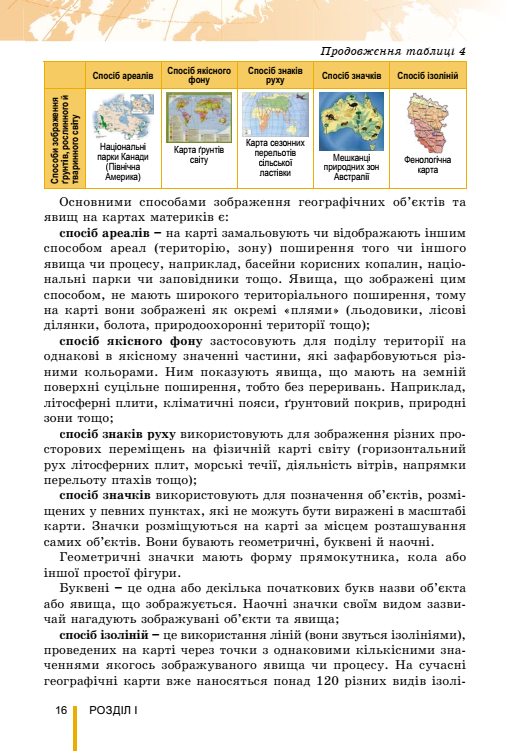 Продовження таблиці 4
Спосіб ареалів
Спосіб якісного фону
Спосіб знаків руху
Спосіб значків
Спосіб ізоліній
Способи зображення ґрунтів, рослинного й тваринного світу
Національні парки Канади (Північна Америка)
Карта ґрунтів світу
Карта сезонних перельотів сільської ластівки
Мешканці природних зон Австралії
Фенологічна карта
Основними способами зображення географічних об’єктів та
явищ на картах материків є:
спосіб ареалів – на карті замальовують чи відображають іншим
способом ареал (територію, зону) поширення того чи іншого
явища чи процесу, наприклад, басейни корисних копалин, націо-
нальні парки чи заповідники тощо. Явища, що зображені цим
способом, не мають широкого територіального поширення, тому
на карті вони зображені як окремі «плями» (льодовики, лісові
ділянки, болота, природоохоронні території тощо);
спосіб якісного фону застосовують для поділу території на
однакові в якісному значенні частини, які зафарбовуються різ-
ними кольорами. Ним показують явища, що мають на земній
поверхні суцільне поширення, тобто без переривань. Наприклад,
літосферні плити, кліматичні пояси, ґрунтовий покрив, природні
зони тощо;
спосіб знаків руху використовують для зображення різних про-
сторових переміщень на фізичній карті світу (горизонтальний
рух літосферних плит, морські течії, діяльність вітрів, напрямки
перельоту птахів тощо);
спосіб значків використовують для позначення об’єктів, розмі-
щених у певних пунктах, які не можуть бути виражені в масштабі
карти. Значки розміщуються на карті за місцем розташування
самих об’єктів. Вони бувають геометричні, буквені й наочні.
Геометричні значки мають форму прямокутника, кола або
іншої простої фігури.
Буквені – це одна або декілька початкових букв назви об’єкта
або явища, що зображується. Наочні значки своїм видом зазви-
чай нагадують зображувані об’єкти та явища;
спосіб ізоліній – це використання ліній (вони звуться ізолініями),
проведених на карті через точки з однаковими кількісними зна-
ченнями якогось зображуваного явища чи процесу. На сучасні
географічні карти вже наносяться понад 120 різних видів ізолі-
16 РОЗДІЛ І